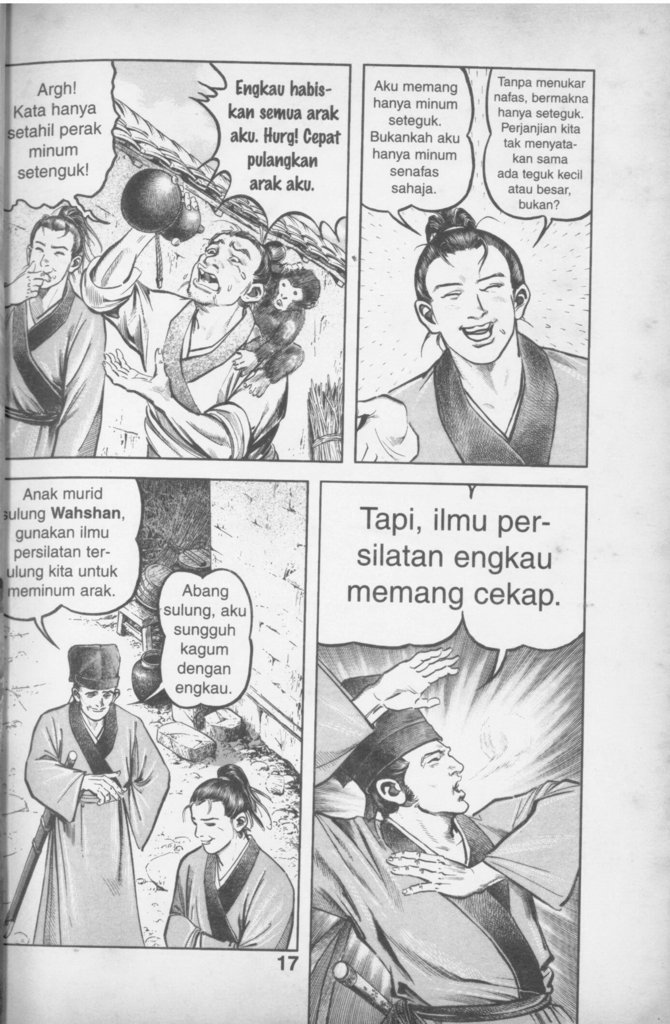 Argh!
Kata hanya
setahil perak
minum
setenguk!
Engkau habis-
kan semua arak
aku. Hurg! Cepat
pulangkan
arak aku.
Aku memang
hanya minum
seteguk.
Bukankah aku
hanya minum
senafas
sahaja.
Tanpa menukar
nafas, bermakna
hanya seteguk.
Perjanjian kita
tak menyata-
kan sama
ada teguk kecil
atau besar,
bukan?
Anak murid
sulung Wahshan,
gunakan ilmu
persilatan ter-
ulung kita untuk
meminum arak.
Abang
sulung, aku
sungguh
kagum
dengan
engkau.
Tapi, ilmu per-
silatan engkau
memang cekap.
17